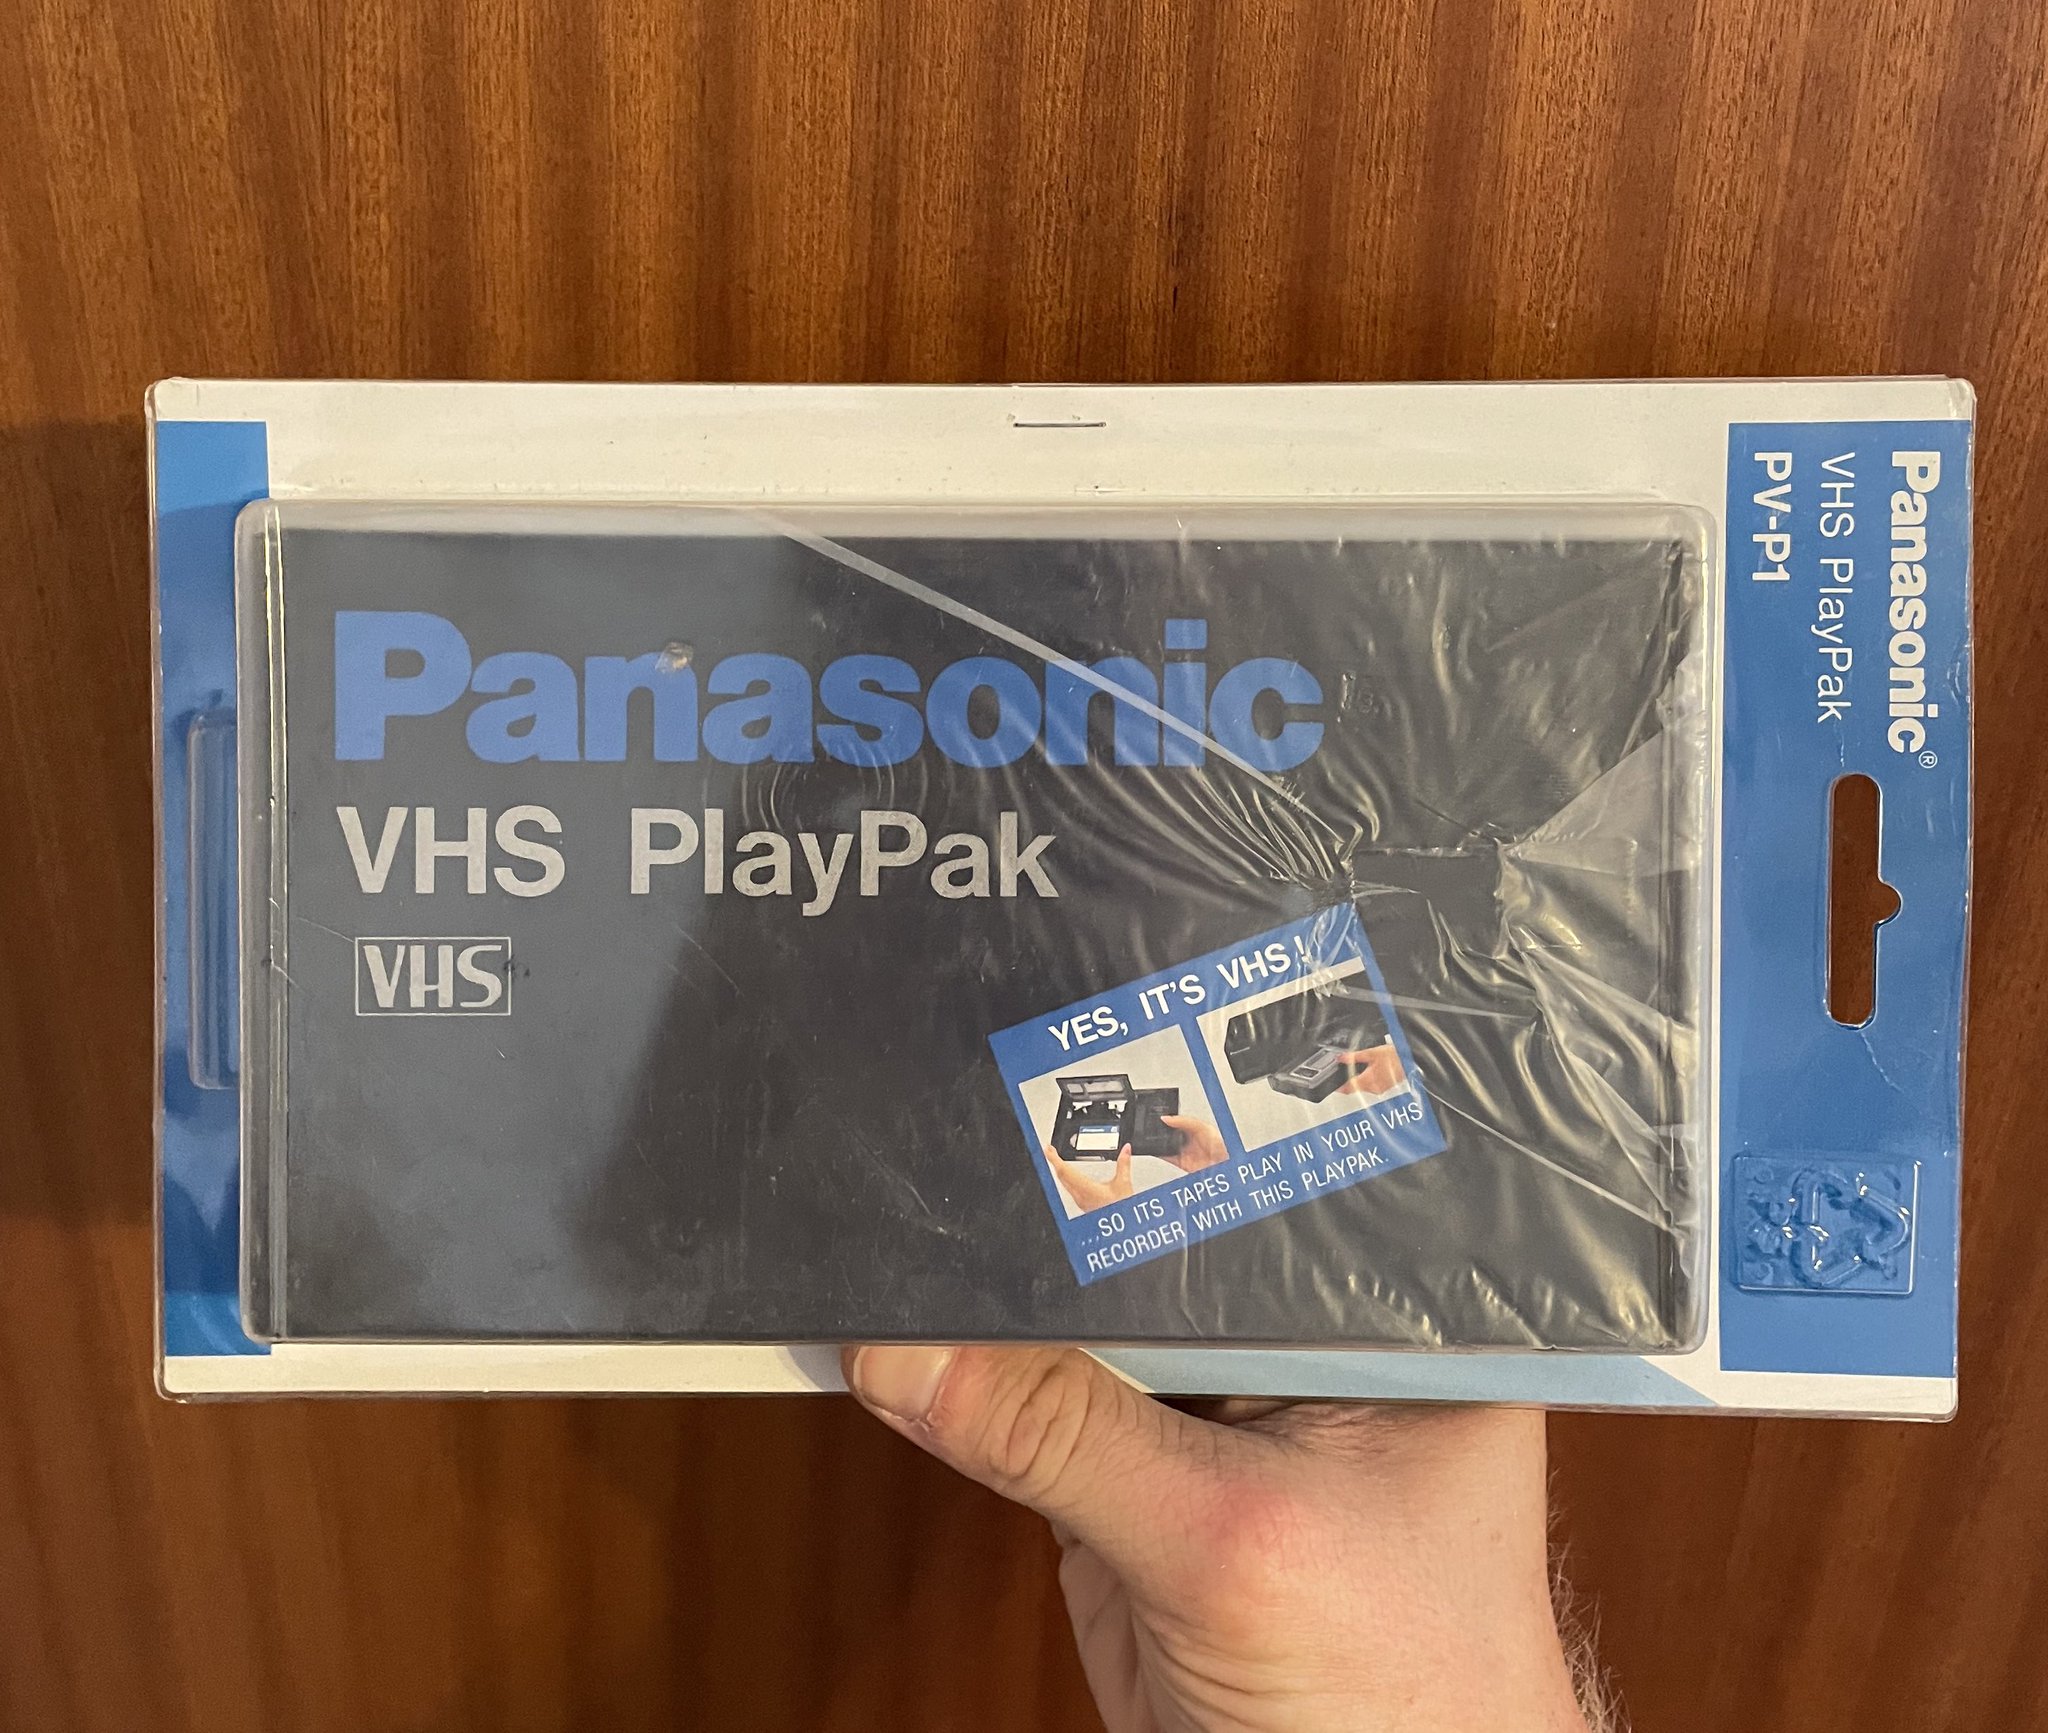 Panasonic
VHS PlayPak
VHS
YES, IT'S VHS!
...SO ITS TAPES PLAY IN YOUR VHS
RECORDER WITH THIS PLAYPAK.
Panasonic®
VHS PlayPak
PV-P1